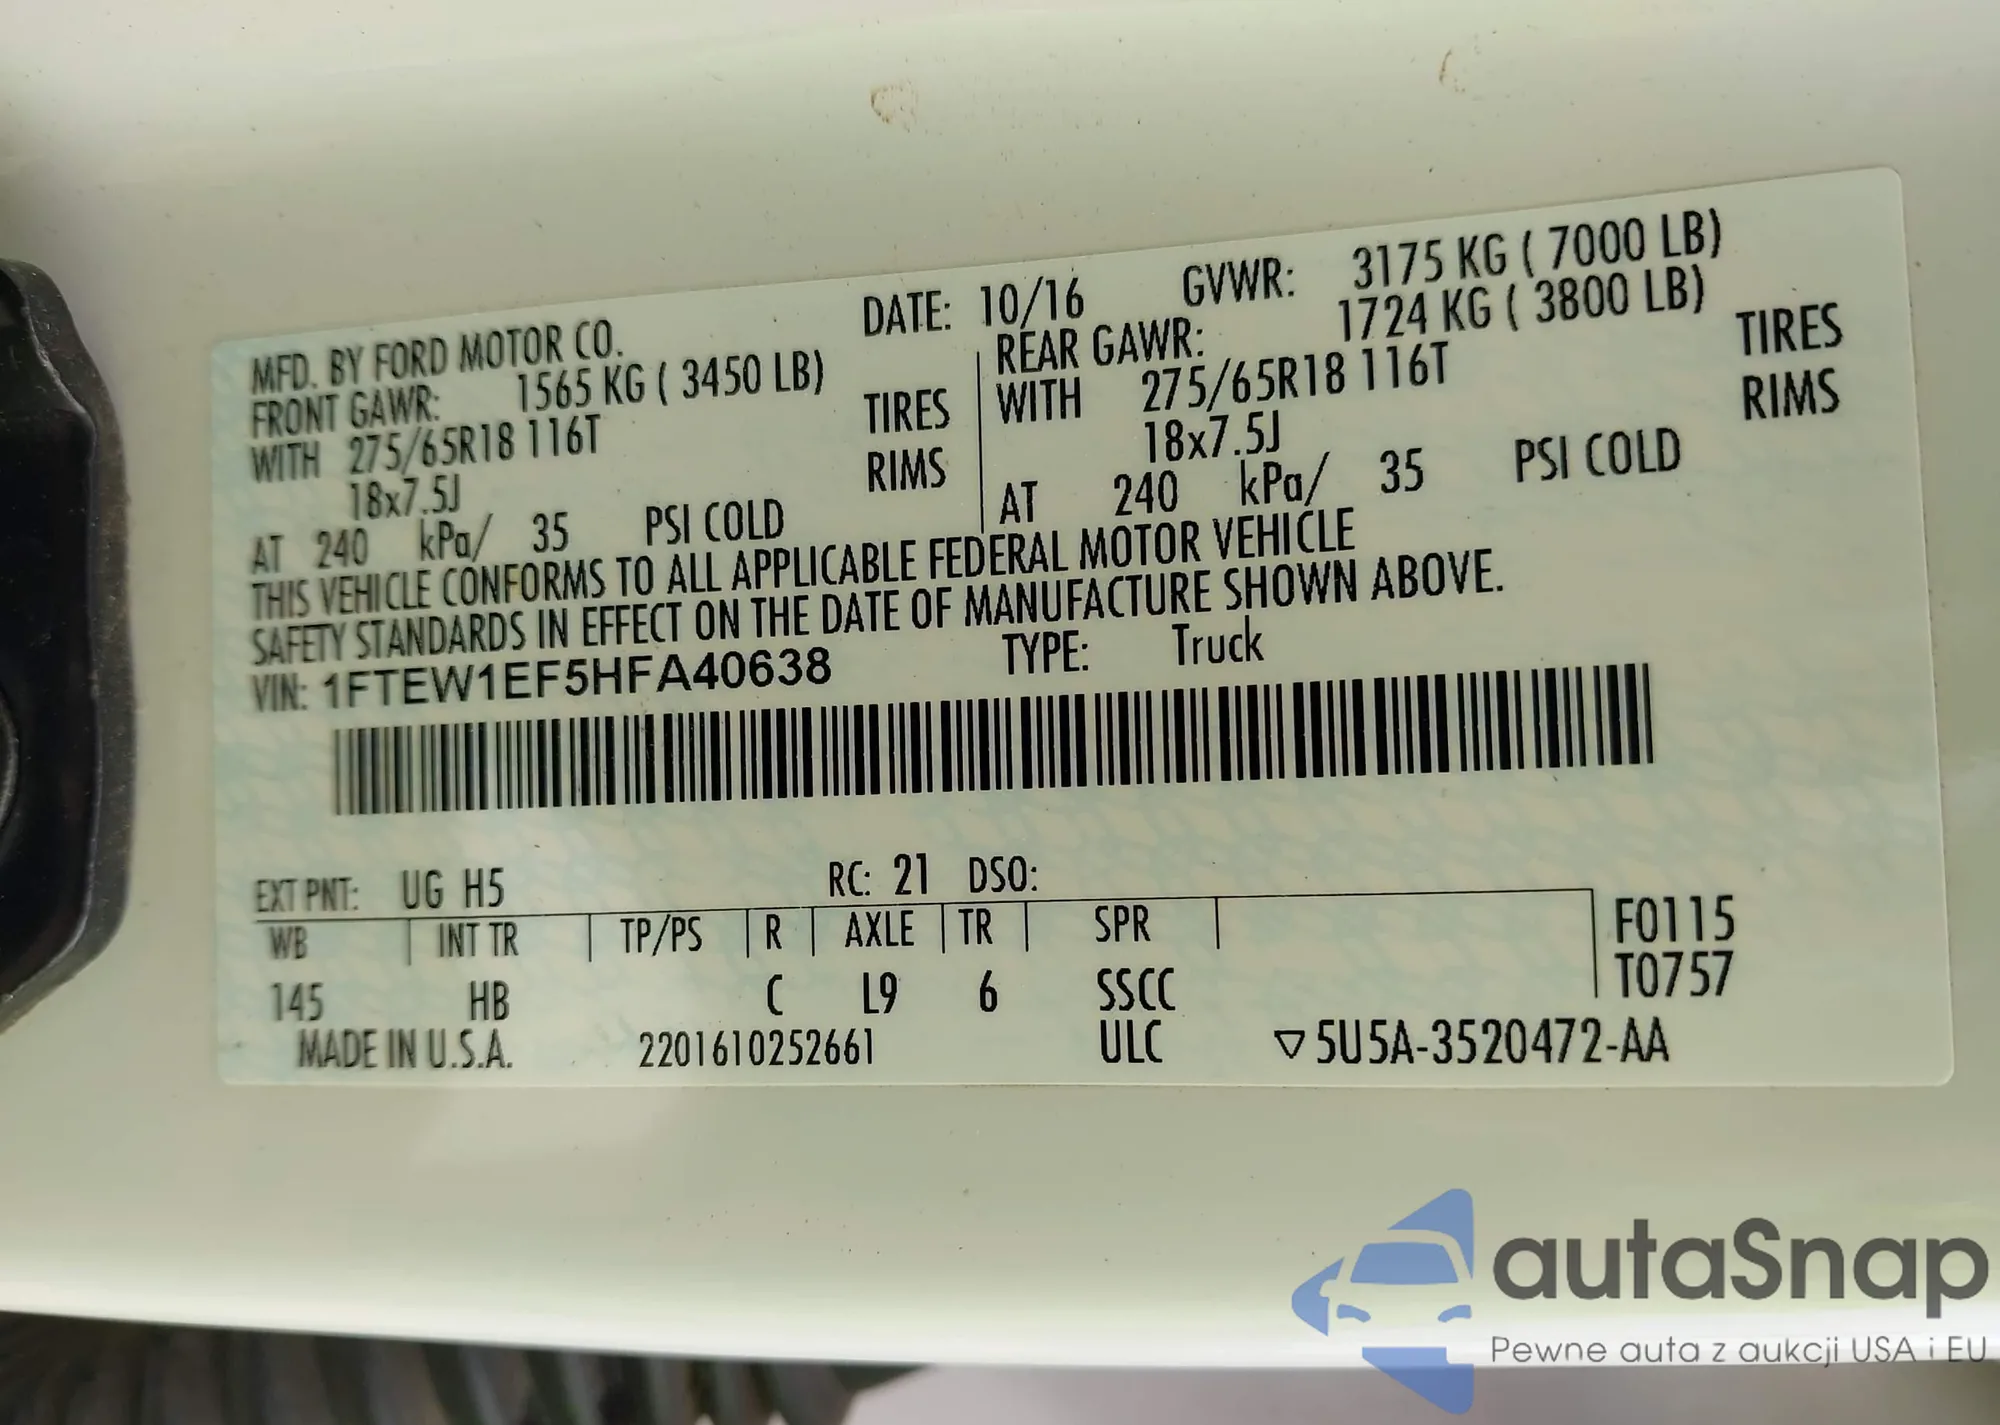 MFD. BY FORD MOTOR CO. DATE: 10/16 GVWR: 3175 KG ( 7000 LB)
FRONT GAWR: 1565 KG ( 3450 LB) REAR GAWR: 1724 KG ( 3800 LB)
WITH 275/65R18 116T TIRES WITH 275/65R18 116T TIRES
18x7.5J RIMS 18x7.5J RIMS
AT 240 kPa/ 35 PSI COLD AT 240 kPa/ 35 PSI COLD
THIS VEHICLE CONFORMS TO ALL APPLICABLE FEDERAL MOTOR VEHICLE
SAFETY STANDARDS IN EFFECT ON THE DATE OF MANUFACTURE SHOWN ABOVE.
VIN: 1FTEW1EF5HFA40638 TYPE: Truck
EXT PNT: UG H5 RC: 21 DSO:
WB INT TR TP/PS R AXLE TR SPR F0115
145 HB C L9 6 SSCC T0757
MADE IN U.S.A. 2201610252661 ULC ▽5U5A-3520472-AA
autaSnap
Pewne auta z aukcji USA i EU